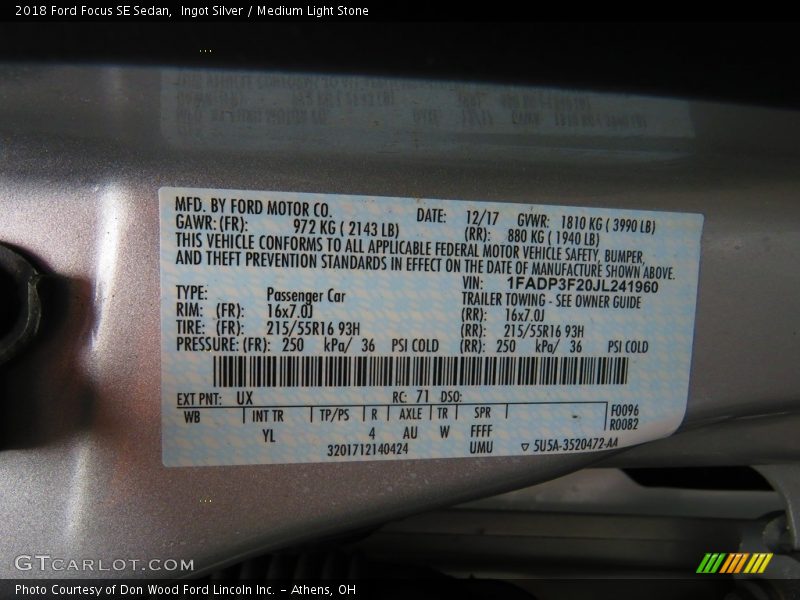 2018 Ford Focus SE Sedan,  Ingot Silver / Medium Light Stone
MFD. BY FORD MOTOR CO. DATE: 12/17 GVWR: 1810 KG ( 3990 LB)
GAWR: (FR): 972 KG ( 2143 LB) (RR): 880 KG ( 1940 LB)
THIS VEHICLE CONFORMS TO ALL APPLICABLE FEDERAL MOTOR VEHICLE SAFETY, BUMPER,
AND THEFT PREVENTION STANDARDS IN EFFECT ON THE DATE OF MANUFACTURE SHOWN ABOVE.
VIN: 1FADP3F20JL241960
TYPE: Passenger Car TRAILER TOWING - SEE OWNER GUIDE
RIM: (FR): 16x7.0J (RR): 16x7.0J
TIRE: (FR): 215/55R16 93H (RR): 215/55R16 93H
PRESSURE: (FR): 250 kPa/ 36 PSI COLD (RR): 250 kPa/ 36 PSI COLD
EXT PNT: UX RC: 71 DSO:
WB INT TR TP/PS R AXLE TR SPR F0096
R0082
YL 4 AU W FFFF
3201712140424 UMU ▽ 5U5A-3520472-AA
GTCARLOT.COM
Photo Courtesy of Don Wood Ford Lincoln Inc. - Athens, OH